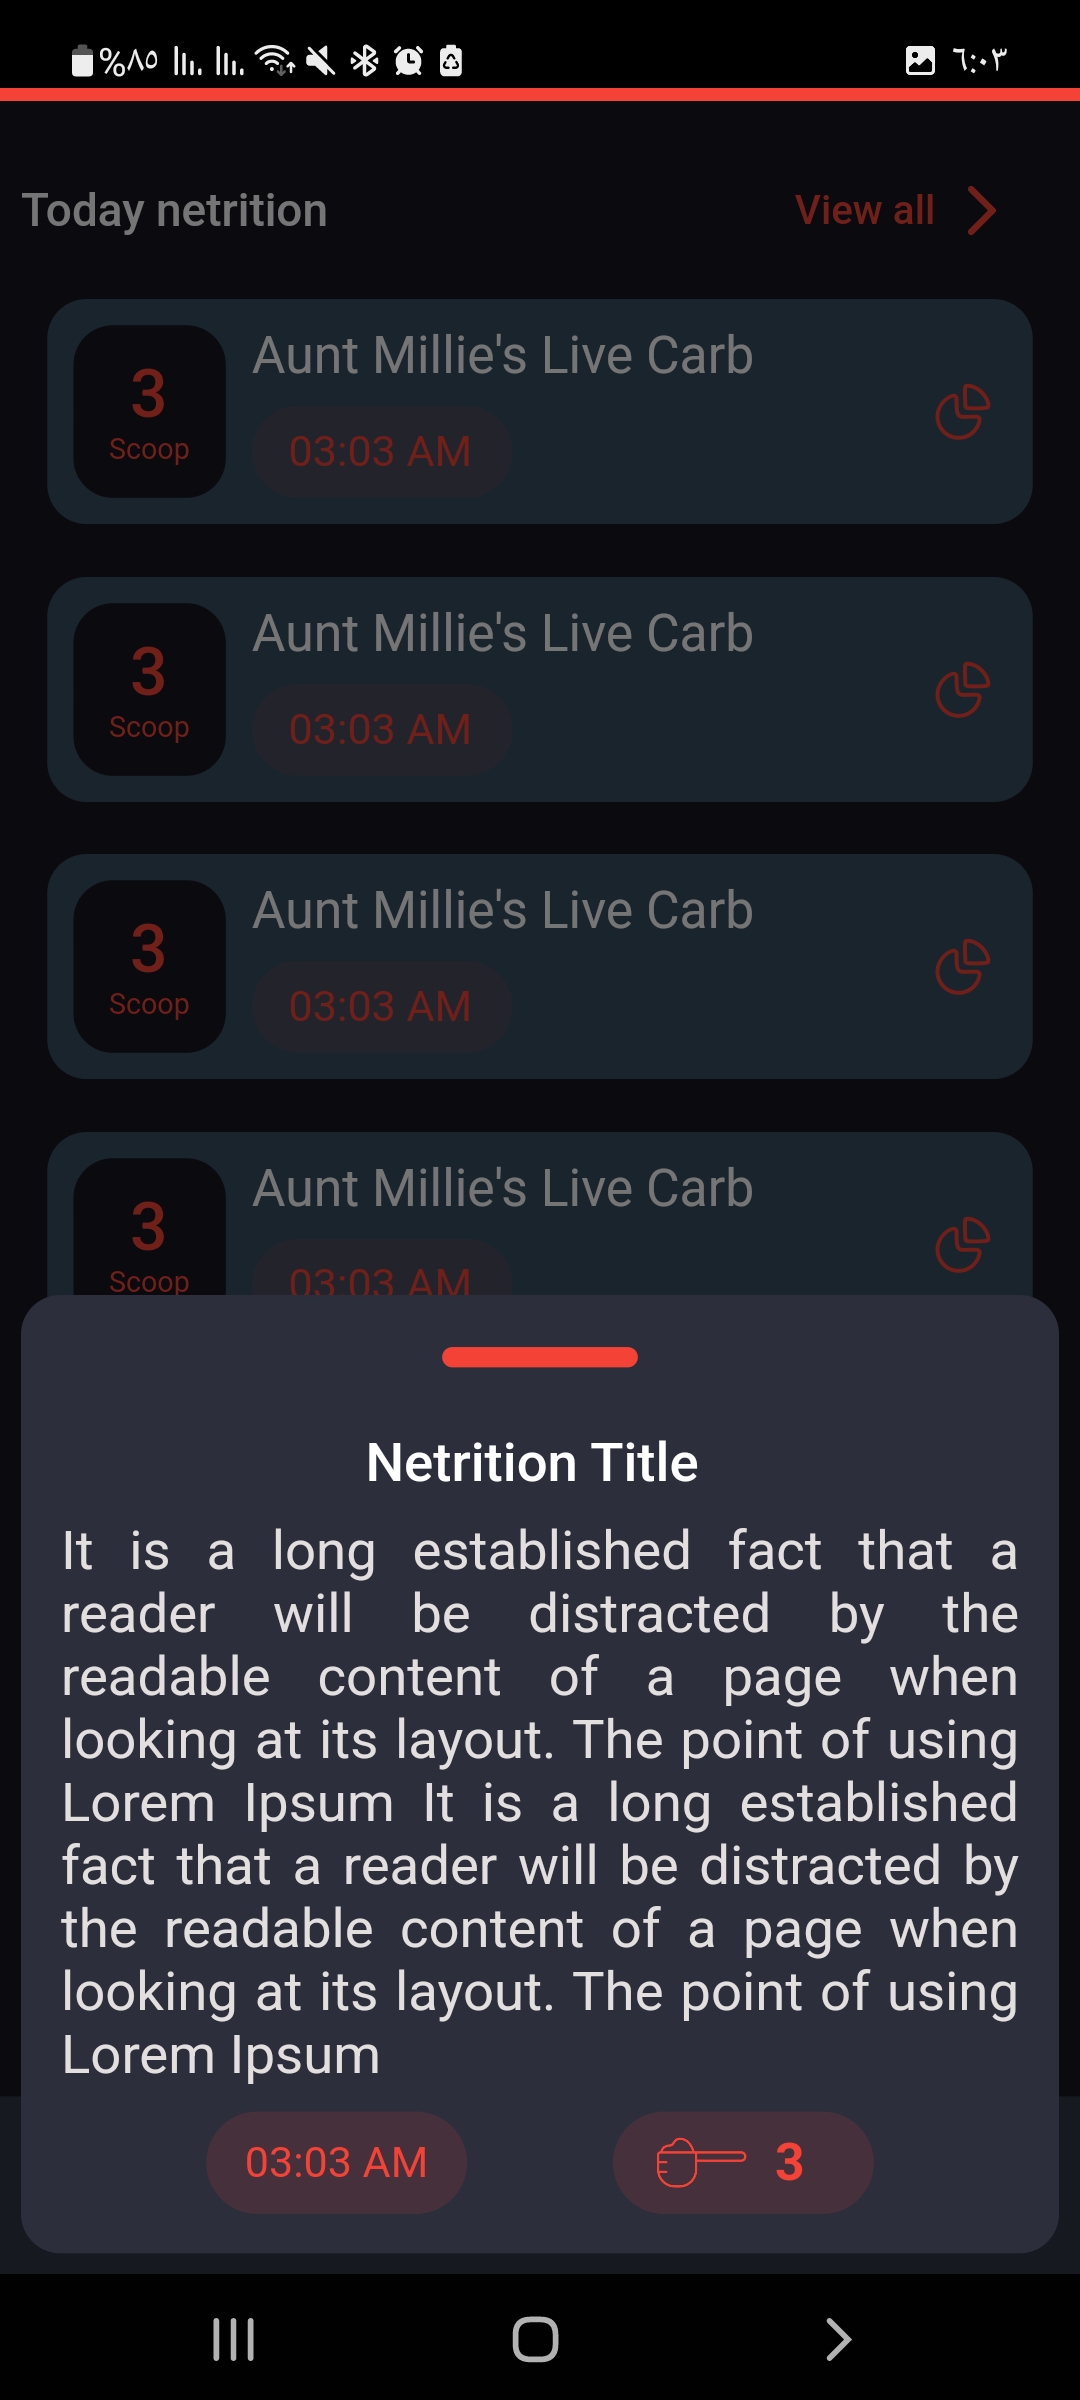 %٨٥ ٦:٠٣
Today netrition View all
Aunt Millie's Live Carb
3
Scoop
03:03 AM
Aunt Millie's Live Carb
3
Scoop
03:03 AM
Aunt Millie's Live Carb
3
Scoop
03:03 AM
Aunt Millie's Live Carb
3
Scoop
03:03 AM
Netrition Title
It is a long established fact that a
reader will be distracted by the
readable content of a page when
looking at its layout. The point of using
Lorem Ipsum It is a long established
fact that a reader will be distracted by
the readable content of a page when
looking at its layout. The point of using
Lorem Ipsum
03:03 AM 3